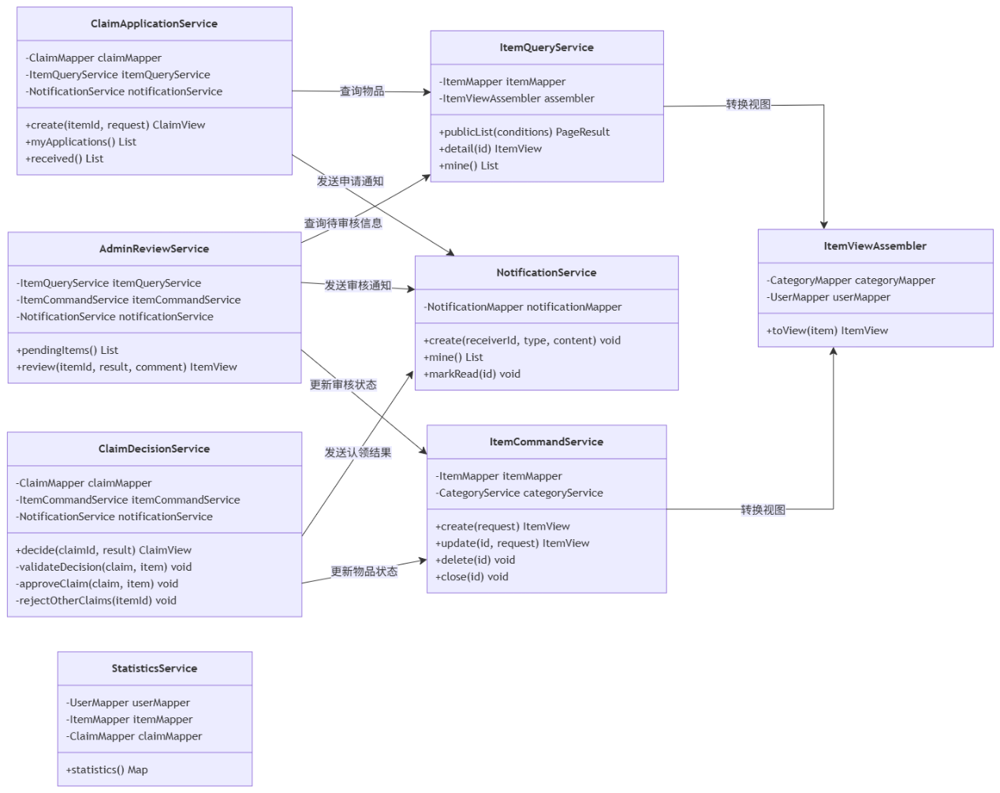 ClaimApplicationService
-ClaimMapper claimMapper
-ItemQueryService itemQueryService
-NotificationService notificationService
+create(itemId, request) ClaimView
+myApplications() List
+received() List
查询物品
发送申请通知
ItemQueryService
-ItemMapper itemMapper
-ItemViewAssembler assembler
+publicList(conditions) PageResult
+detail(id) ItemView
+mine() List
转换视图
查询待审核信息
AdminReviewService
-ItemQueryService itemQueryService
-ItemCommandService itemCommandService
-NotificationService notificationService
+pendingItems() List
+review(itemId, result, comment) ItemView
发送审核通知
更新审核状态
NotificationService
-NotificationMapper notificationMapper
+create(receiverId, type, content) void
+mine() List
+markRead(id) void
ItemViewAssembler
-CategoryMapper categoryMapper
-UserMapper userMapper
+toView(item) ItemView
ClaimDecisionService
-ClaimMapper claimMapper
-ItemCommandService itemCommandService
-NotificationService notificationService
+decide(claimId, result) ClaimView
-validateDecision(claim, item) void
-approveClaim(claim, item) void
-rejectOtherClaims(itemId) void
发送认领结果
更新物品状态
ItemCommandService
-ItemMapper itemMapper
-CategoryService categoryService
+create(request) ItemView
+update(id, request) ItemView
+delete(id) void
+close(id) void
转换视图
StatisticsService
-UserMapper userMapper
-ItemMapper itemMapper
-ClaimMapper claimMapper
+statistics() Map